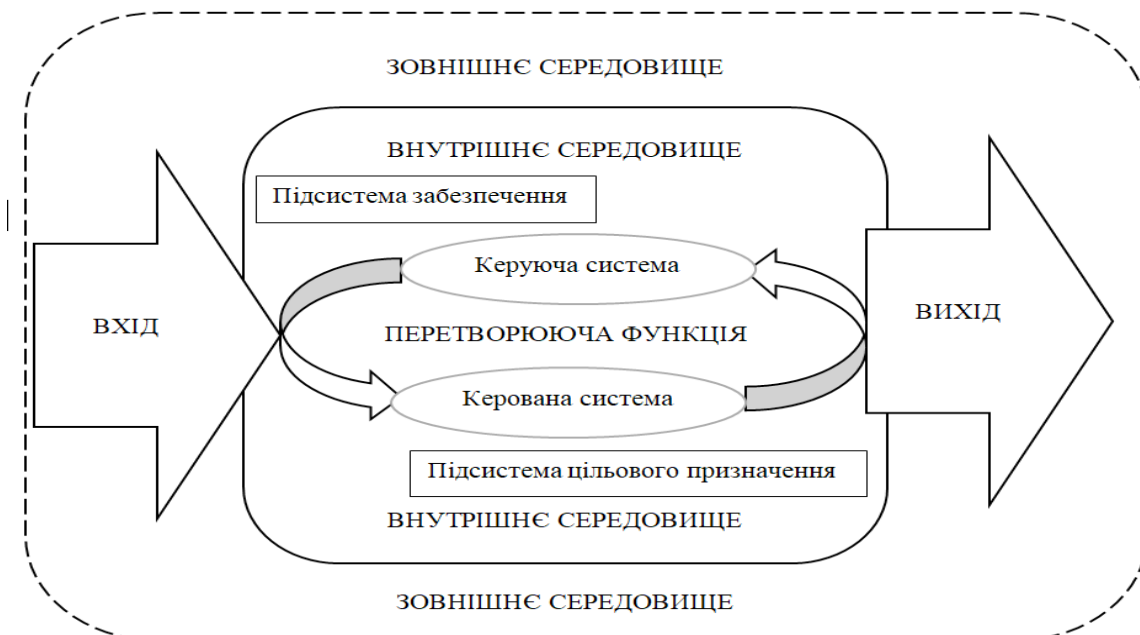 ЗОВНІШНЄ СЕРЕДОВИЩЕ
ВНУТРІШНЄ СЕРЕДОВИЩЕ
Підсистема забезпечення
Керуюча система
ВХІД
ПЕРЕТВОРЮЮЧА ФУНКЦІЯ
ВИХІД
Керована система
Підсистема цільового призначення
ВНУТРІШНЄ СЕРЕДОВИЩЕ
ЗОВНІШНЄ СЕРЕДОВИЩЕ